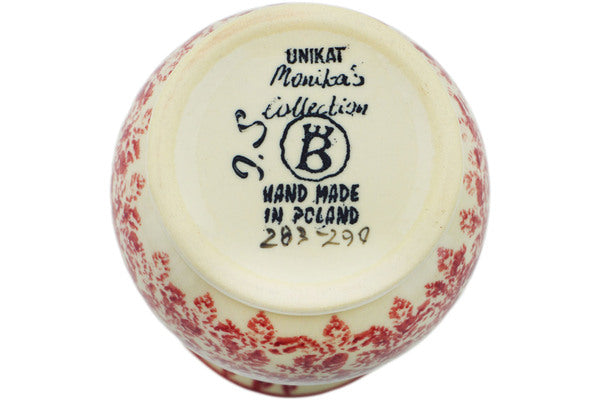 UNIKAT
Monika's
Collection
B
HAND MADE
IN POLAND
283-290